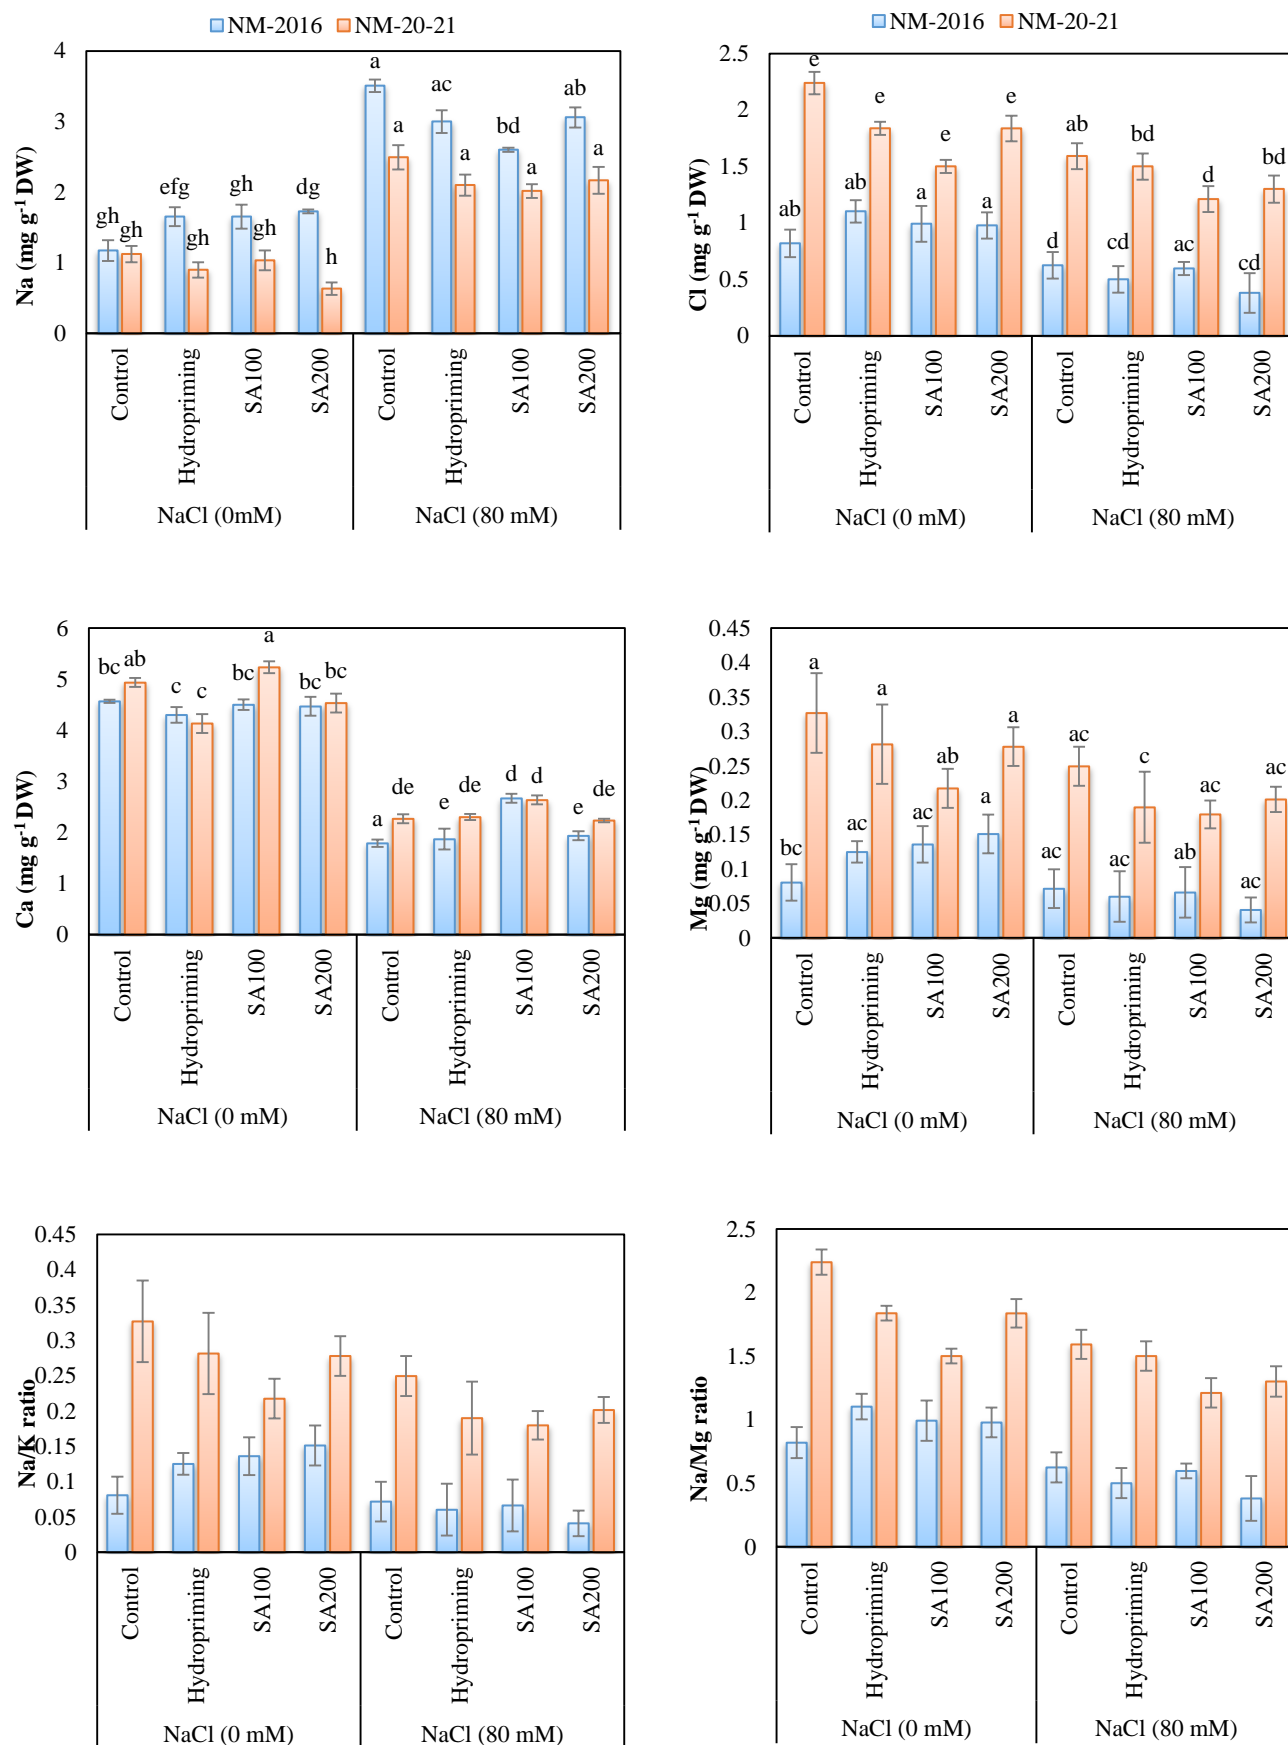 NM-2016 NM-20-21
Na (mg g-1 DW)
4
3
2
1
0
gh gh efg gh gh gh dg h a a ac a bd a ab a
Control Hydropriming SA100 SA200 Control Hydropriming SA100 SA200
NaCl (0mM) NaCl (80 mM)
NM-2016 NM-20-21
Cl (mg g-1 DW)
2.5
2
1.5
1
0.5
0
ab e ab e a e a e d ab cd bd ac d cd bd
Control Hydropriming SA100 SA200 Control Hydropriming SA100 SA200
NaCl (0 mM) NaCl (80 mM)
Ca (mg g-1 DW)
6
5
4
3
2
1
0
bc ab c c bc a bc bc a de e de d d e de
Control Hydropriming SA100 SA200 Control Hydropriming SA100 SA200
NaCl (0 mM) NaCl (80 mM)
Mg (mg g-1 DW)
0.45
0.4
0.35
0.3
0.25
0.2
0.15
0.1
0.05
0
bc a ac a ac ab a a ac ac ac c ab ac ac ac
Control Hydropriming SA100 SA200 Control Hydropriming SA100 SA200
NaCl (0 mM) NaCl (80 mM)
Na/K ratio
0.45
0.4
0.35
0.3
0.25
0.2
0.15
0.1
0.05
0
Control Hydropriming SA100 SA200 Control Hydropriming SA100 SA200
NaCl (0 mM) NaCl (80 mM)
Na/Mg ratio
2.5
2
1.5
1
0.5
0
Control Hydropriming SA100 SA200 Control Hydropriming SA100 SA200
NaCl (0 mM) NaCl (80 mM)